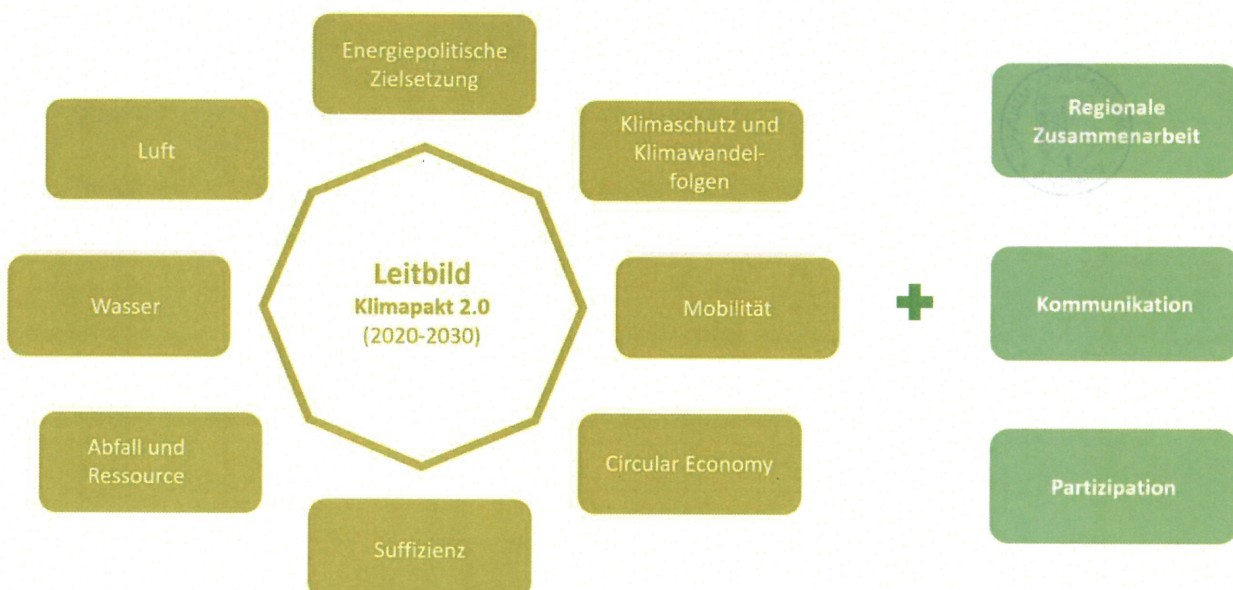 Energiepolitische
Zielsetzung
Klimaschutz und
Klimawandel-
folgen
Mobilität
Circular Economy
Suffizienz
Abfall und
Ressource
Wasser
Luft
Leitbild
Klimapakt 2.0
(2020-2030)
+
Regionale
Zusammenarbeit
Kommunikation
Partizipation